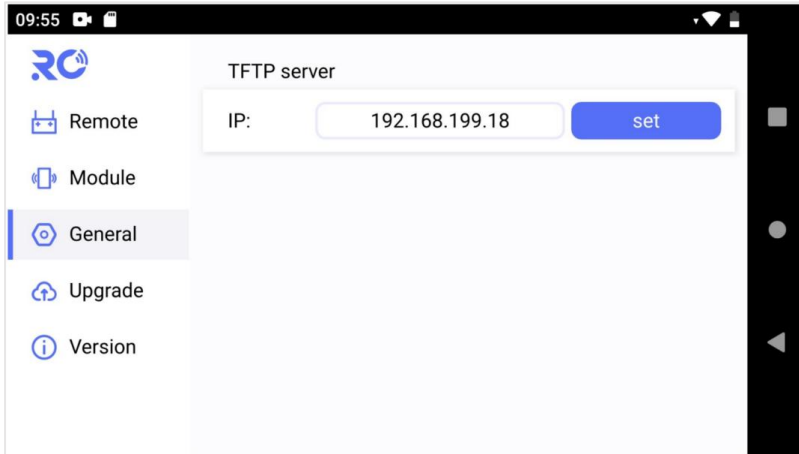 09:55
RC
Remote
Module
General
Upgrade
Version
TFTP server
IP: 192.168.199.18 set